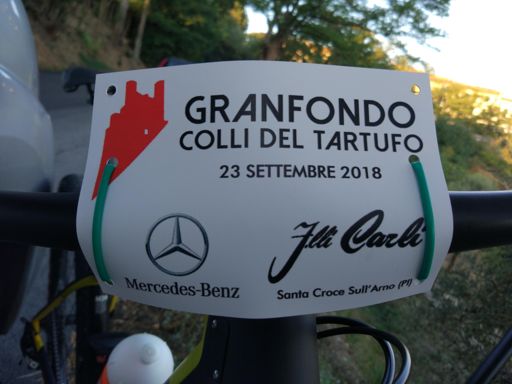 GRANFONDO
COLLI DEL TARTUFO
23 SETTEMBRE 2018
Mercedes-Benz
Flli Carli
Santa Croce Sull'Arno (PI)